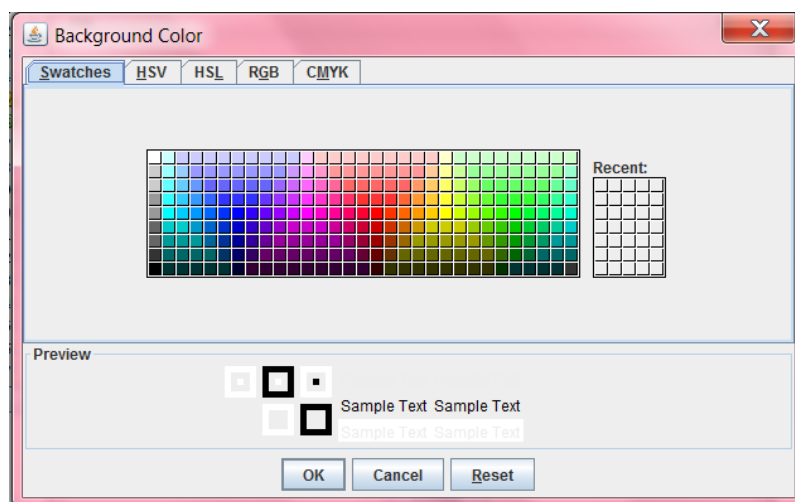 Background Color
Swatches HSV HSL RGB CMYK
Recent:
Preview
Sample Text Sample Text
Sample Text Sample Text
OK Cancel Reset